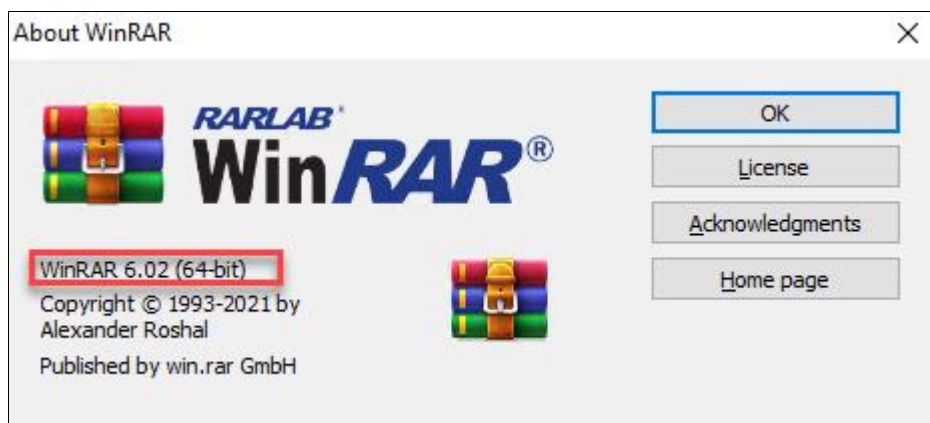 About WinRAR
RARLAB®
WinRAR®
OK
License
Acknowledgments
Home page
WinRAR 6.02 (64-bit)
Copyright © 1993-2021 by
Alexander Roshal
Published by win.rar GmbH